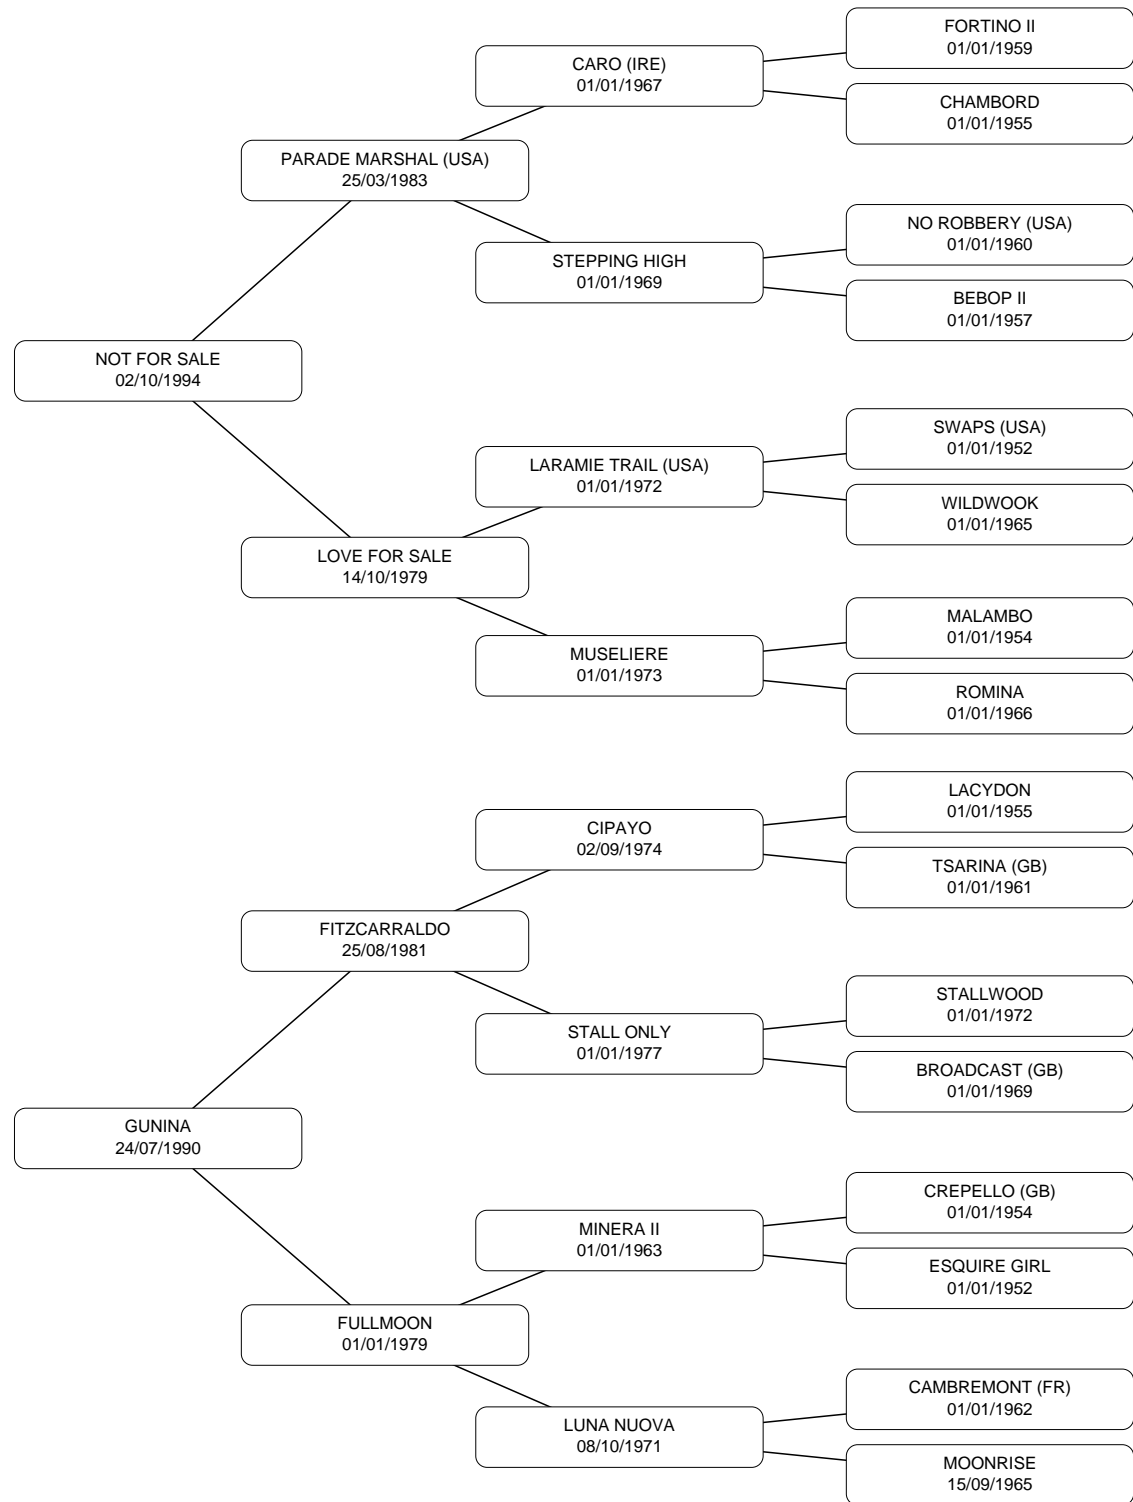 FORTINO II
01/01/1959
CARO (IRE)
01/01/1967
CHAMBORD
01/01/1955
PARADE MARSHAL (USA)
25/03/1983
NO ROBBERY (USA)
01/01/1960
STEPPING HIGH
01/01/1969
BEBOP II
01/01/1957
NOT FOR SALE
02/10/1994
SWAPS (USA)
01/01/1952
LARAMIE TRAIL (USA)
01/01/1972
WILDWOOK
01/01/1965
LOVE FOR SALE
14/10/1979
MALAMBO
01/01/1954
MUSELIERE
01/01/1973
ROMINA
01/01/1966
LACYDON
01/01/1955
CIPAYO
02/09/1974
TSARINA (GB)
01/01/1961
FITZCARRALDO
25/08/1981
STALLWOOD
01/01/1972
STALL ONLY
01/01/1977
BROADCAST (GB)
01/01/1969
GUNINA
24/07/1990
CREPELLO (GB)
01/01/1954
MINERA II
01/01/1963
ESQUIRE GIRL
01/01/1952
FULLMOON
01/01/1979
CAMBREMONT (FR)
01/01/1962
LUNA NUOVA
08/10/1971
MOONRISE
15/09/1965